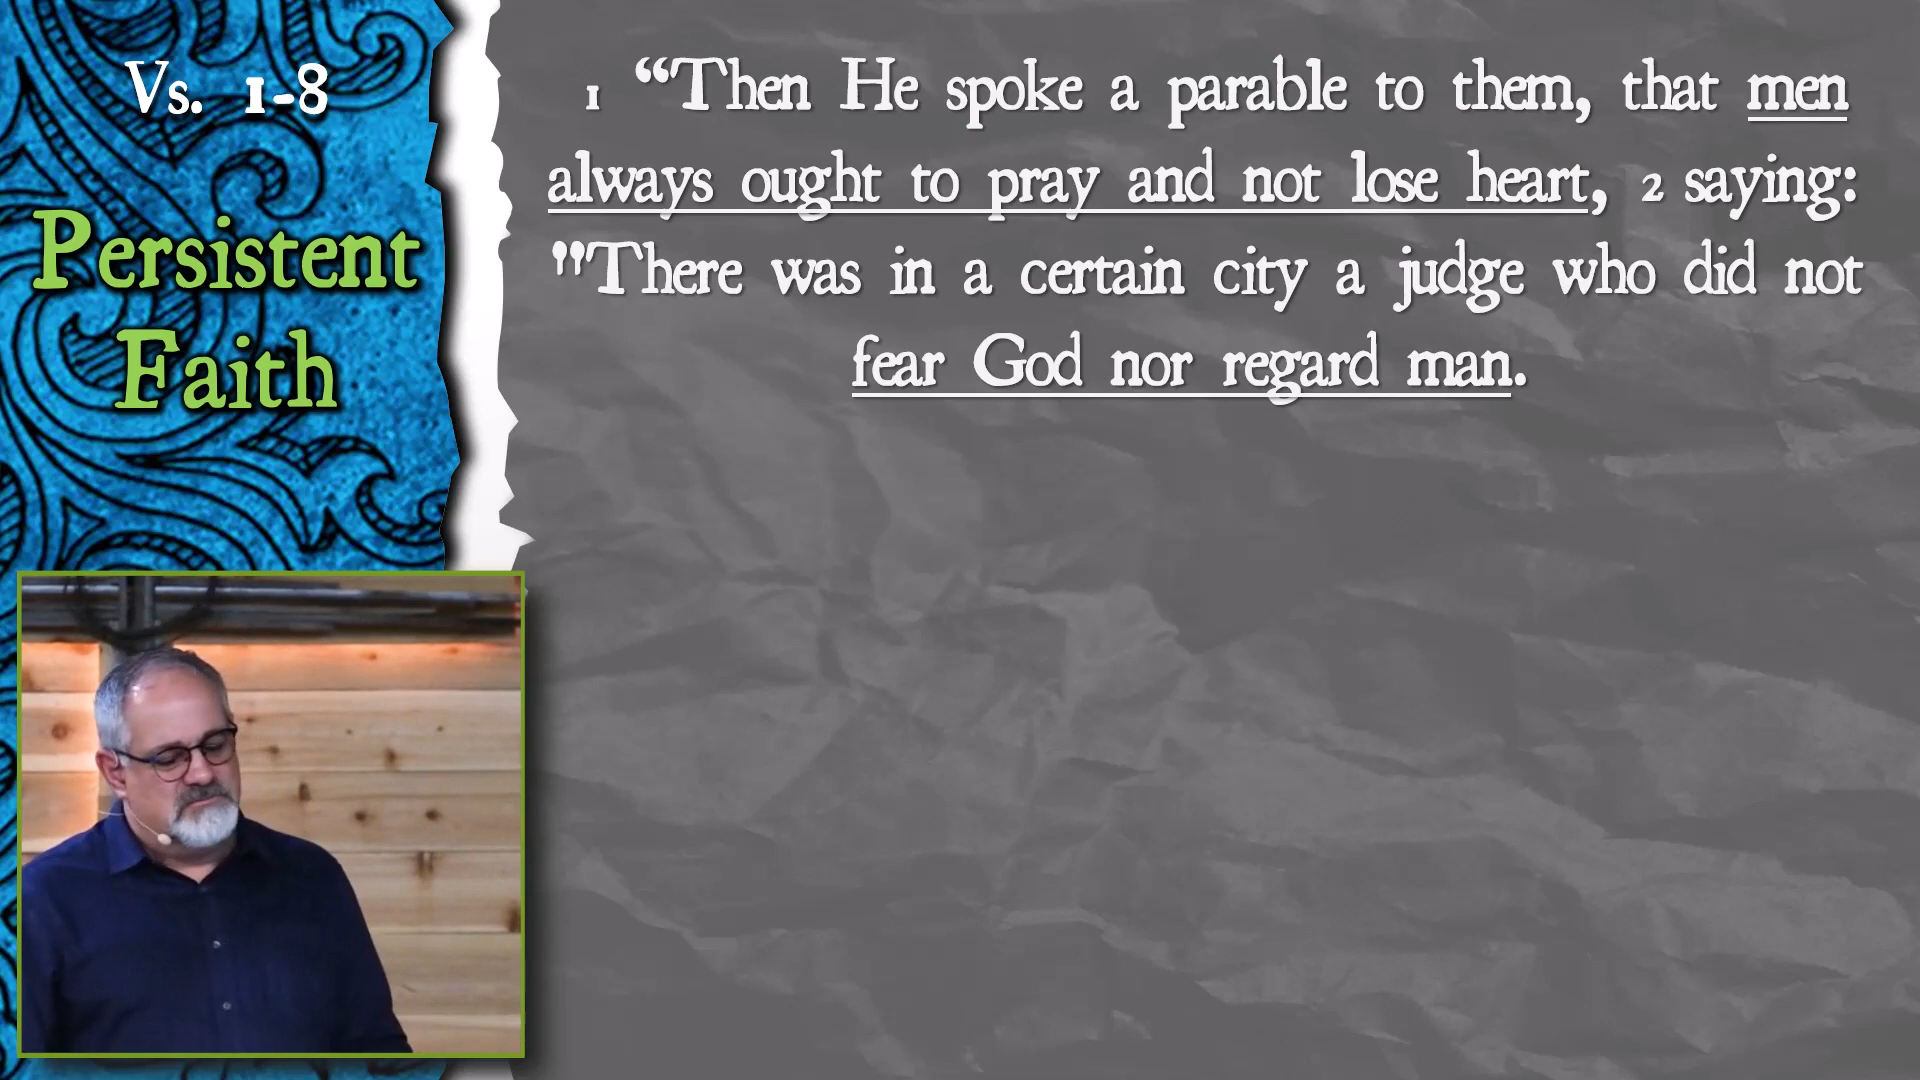 Vs. 1-8
Persistent
Faith
1 “Then He spoke a parable to them, that men
always ought to pray and not lose heart, 2 saying:
"There was in a certain city a judge who did not
fear God nor regard man.